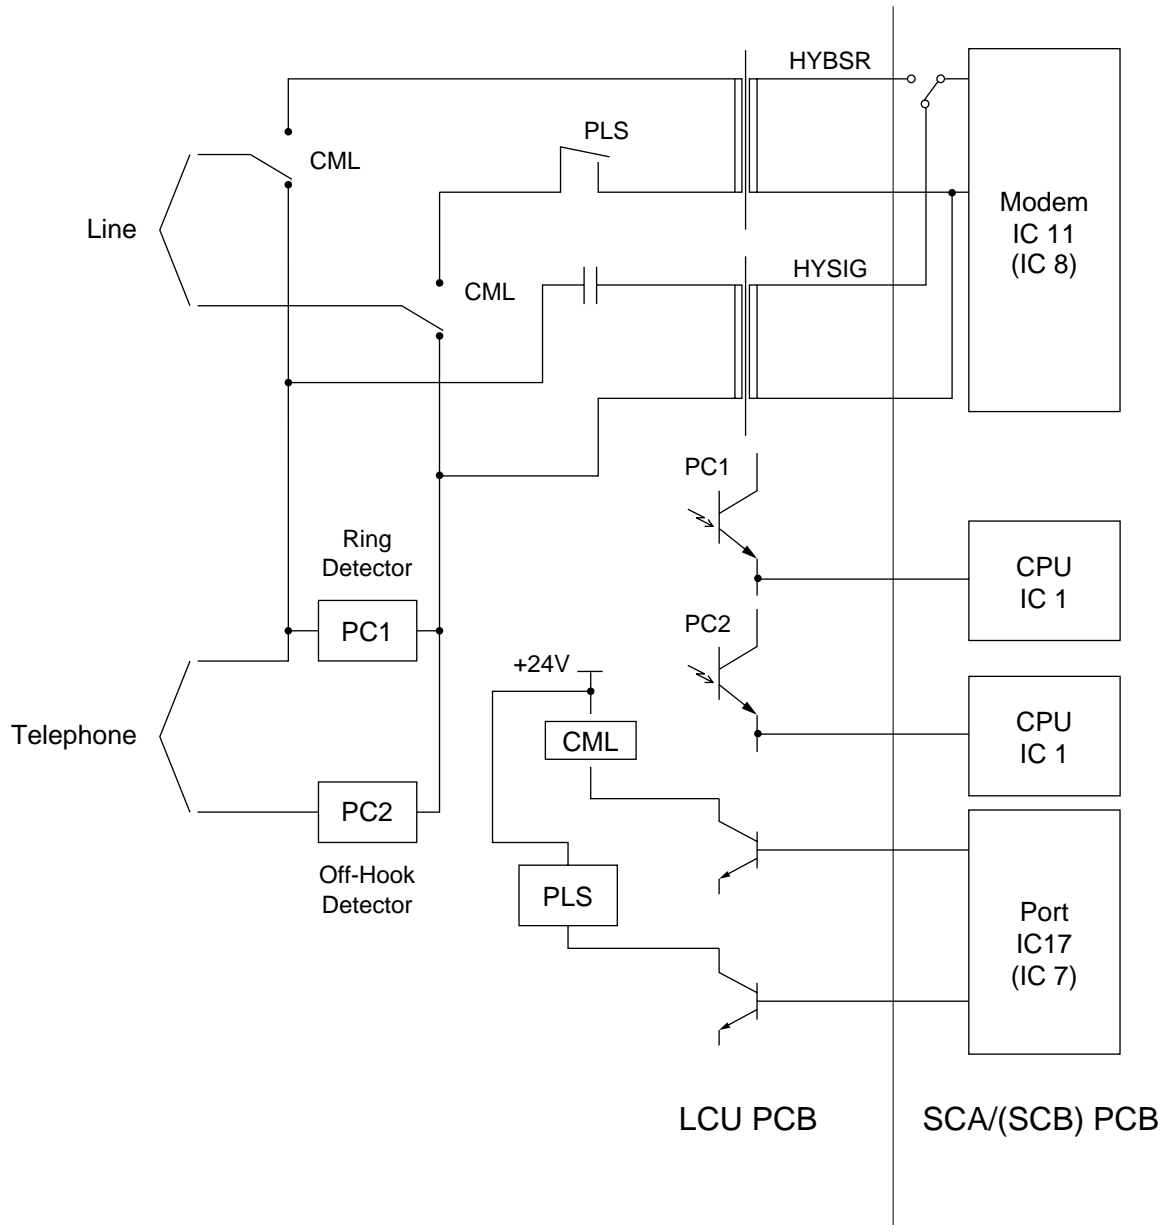 HYBSR
PLS
CML
Line
Modem
IC 11
(IC 8)
HYSIG
CML
PC1
Ring
Detector
CPU
IC 1
PC1
PC2
+24V
Telephone
CML
CPU
IC 1
PC2
Off-Hook
Detector
PLS
Port
IC17
(IC 7)
LCU PCB
SCA/(SCB) PCB